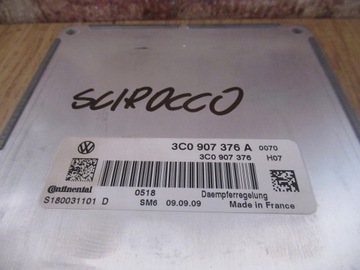 SCIROCCO
3C0 907 376 A 0070
3C0 907 376 H07
Continental 0518 Daempferregelung
S180031101 D SM6 09.09.09 Made in France